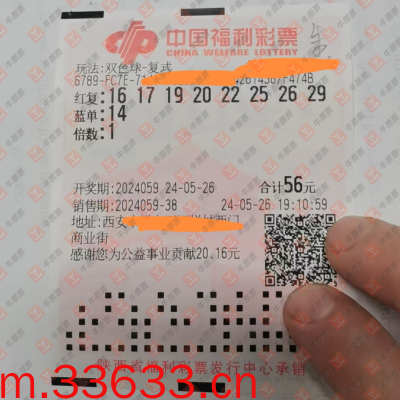 中国福利彩票
CHINA WELFARE LOTTERY
玩法:双色球-复式
红复:16 17 19 20 22 25 26 29
蓝单:14
倍数:1
开奖期:2024059 24-05-26 合计56元
销售期:2024059-38 24-05-26 19:10:59
地址:西安
商业街
感谢您为公益事业贡献20.16元
陕西省福利彩票发行中心承销
m.33633.cn